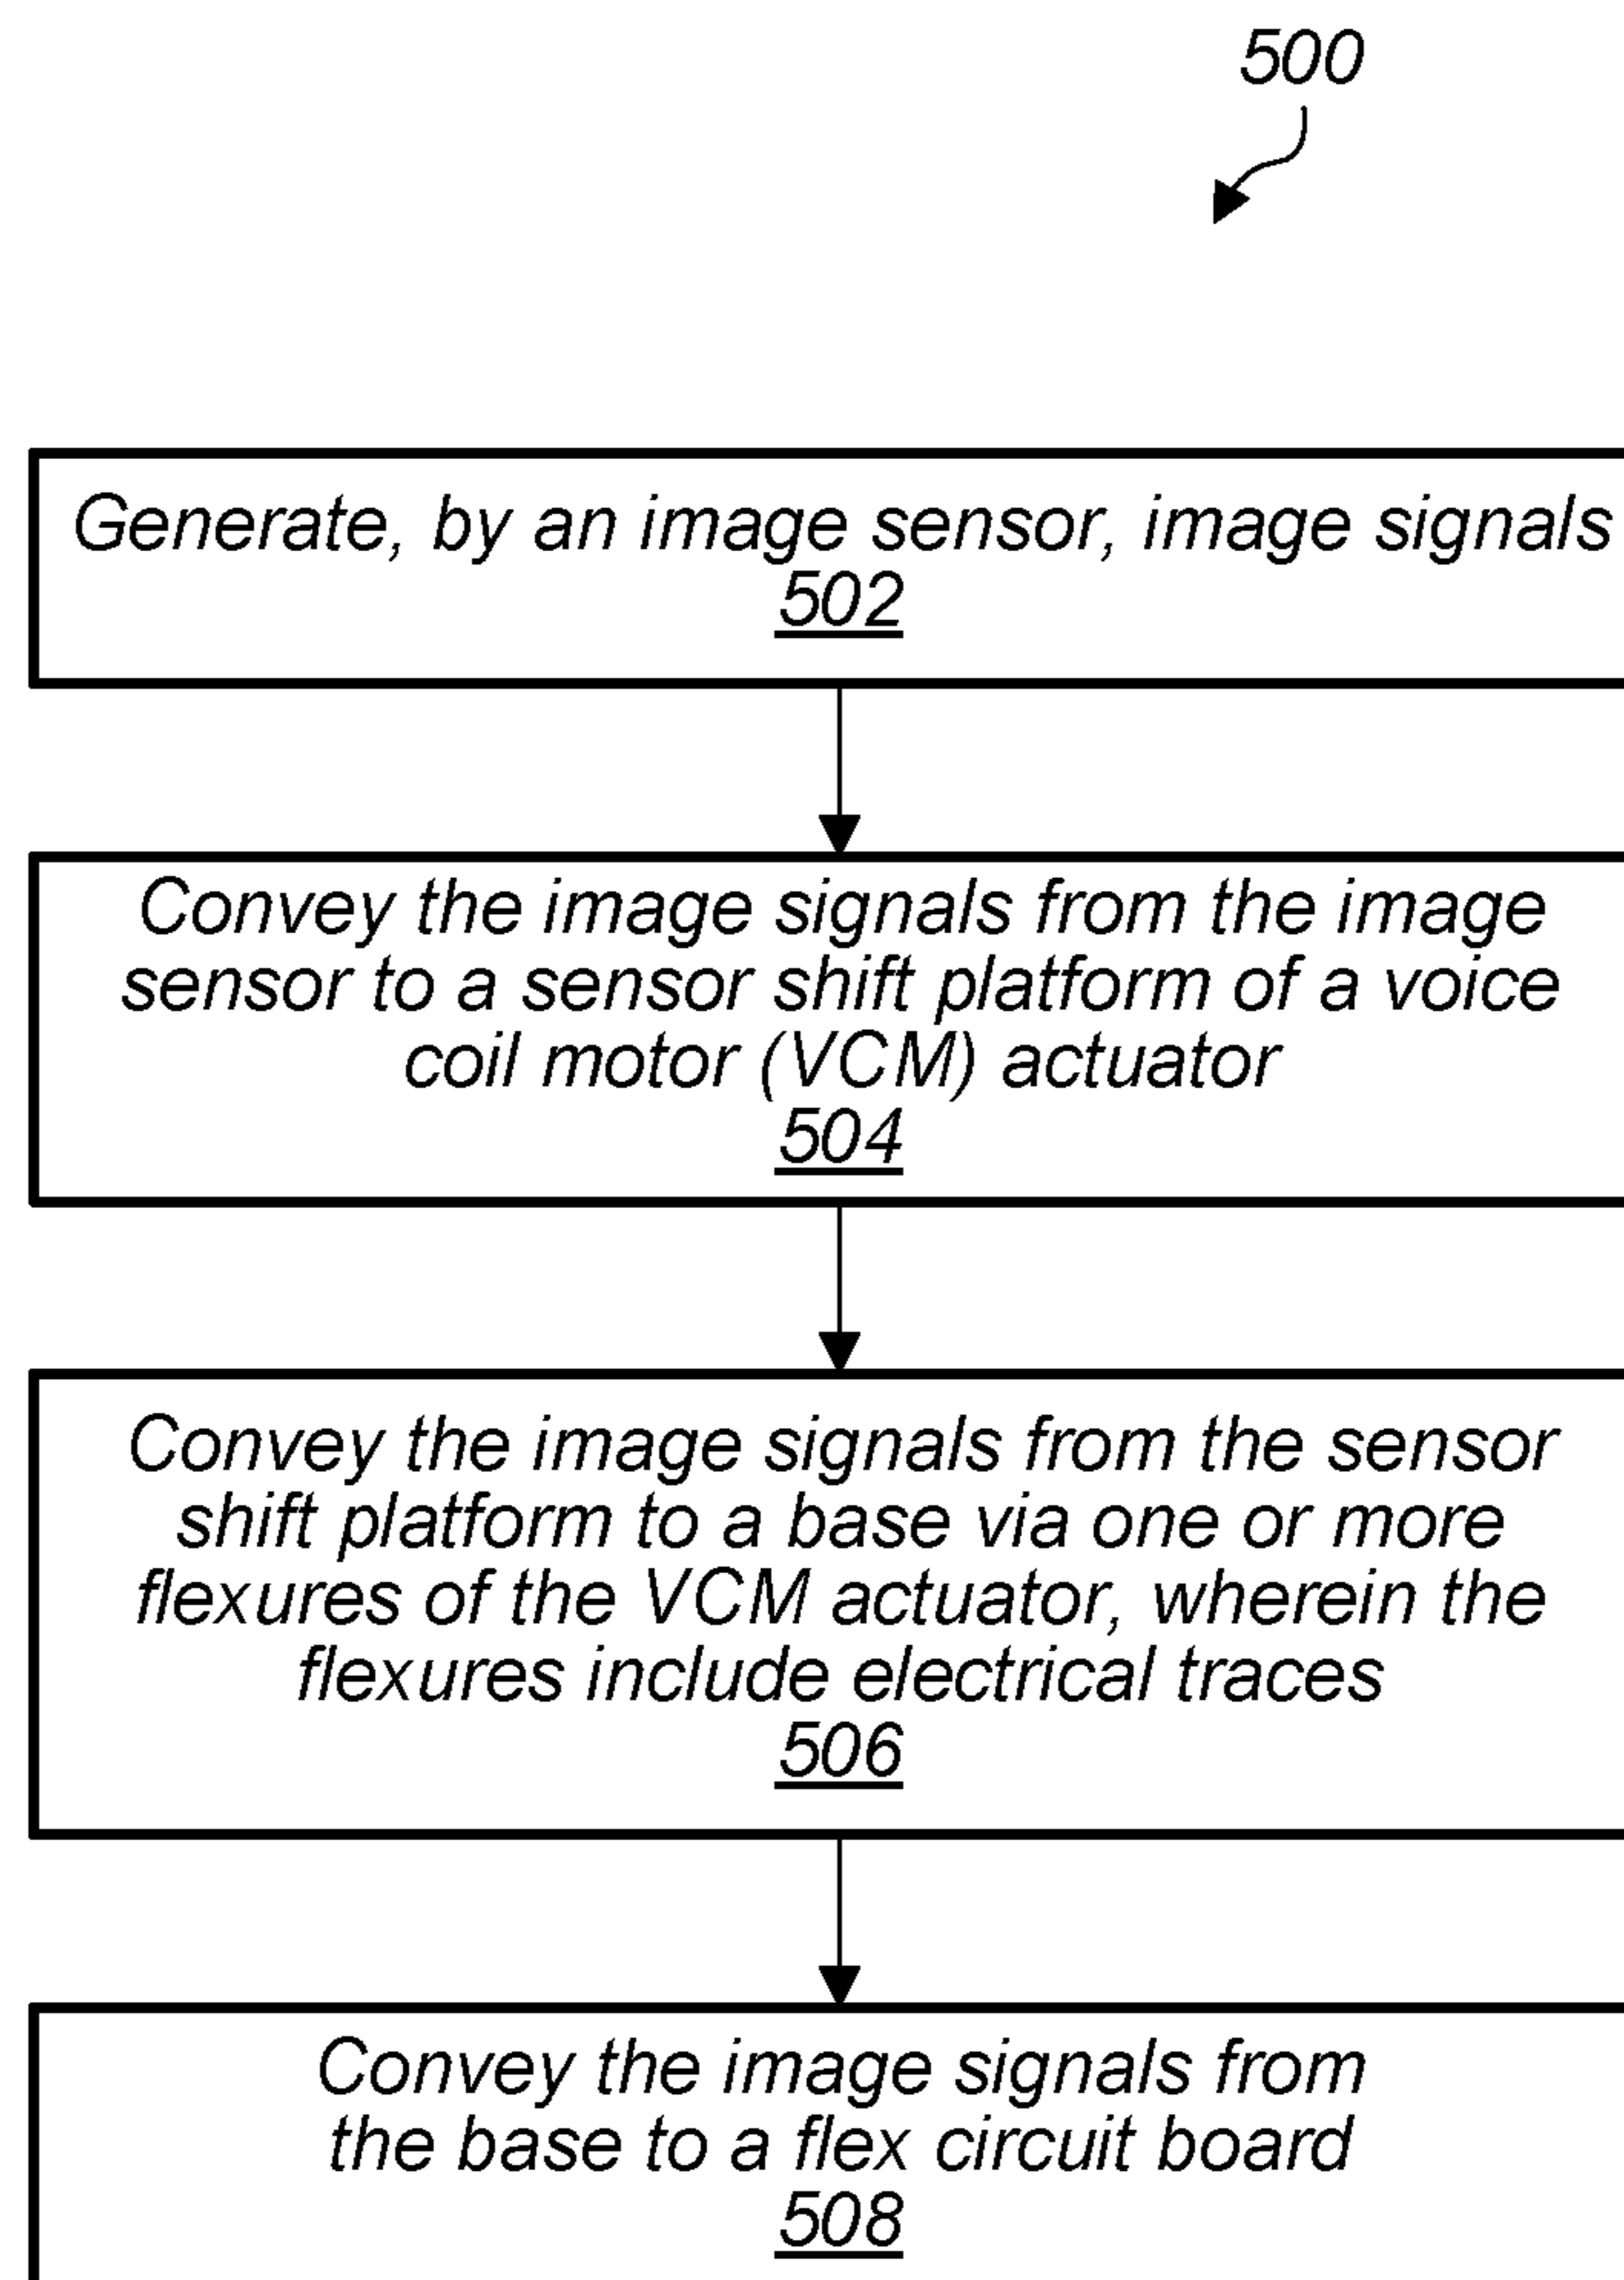 500
Generate, by an image sensor, image signals
502
Convey the image signals from the image
sensor to a sensor shift platform of a voice
coil motor (VCM) actuator
504
Convey the image signals from the sensor
shift platform to a base via one or more
flexures of the VCM actuator, wherein the
flexures include electrical traces
506
Convey the image signals from
the base to a flex circuit board
508